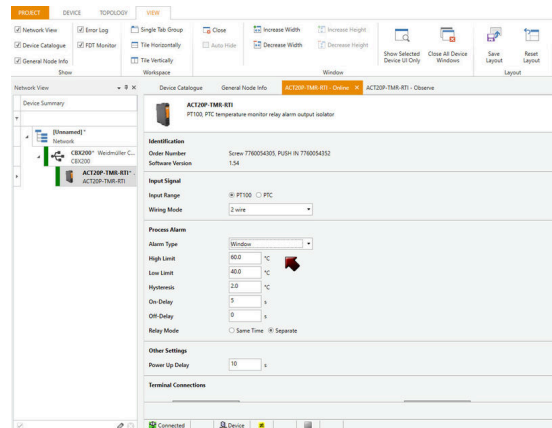 PROJECT DEVICE TOPOLOGY VIEW
Network View Error Log Single Tab Group Close Increase Width Increase Height
Device Catalogue FDT Monitor Tile Horizontally Auto Hide Decrease Width Decrease Height Show Selected Device UI Only Close All Device Windows Save Layout Reset Layout
General Node Info Tile Vertically
Show Workspace Window Layout
Network View Device Catalogue General Node Info ACT20P-TMR-RTI - Online ACT20P-TMR-RTI - Observe
Device Summary
ACT20P-TMR-RTI
PT100, PTC temperature monitor relay alarm output isolator
[Unnamed]*
Network
CBX200* Weidmüller C...
CBX200
ACT20P-TMR-RTI* .
ACT20P-TMR-RTI
Identification
Order Number Screw 7760054305, PUSH IN 7760054352
Software Version 1.54
Input Signal
Input Range PT100 PTC
Wiring Mode 2 wire
Process Alarm
Alarm Type Window
High Limit 60.0 °C
Low Limit 40.0 °C
Hysteresis 2.0 °C
On-Delay 5 s
Off-Delay 0 s
Relay Mode Same Time Separate
Other Settings
Power Up Delay 10 s
Terminal Connections
Connected Device